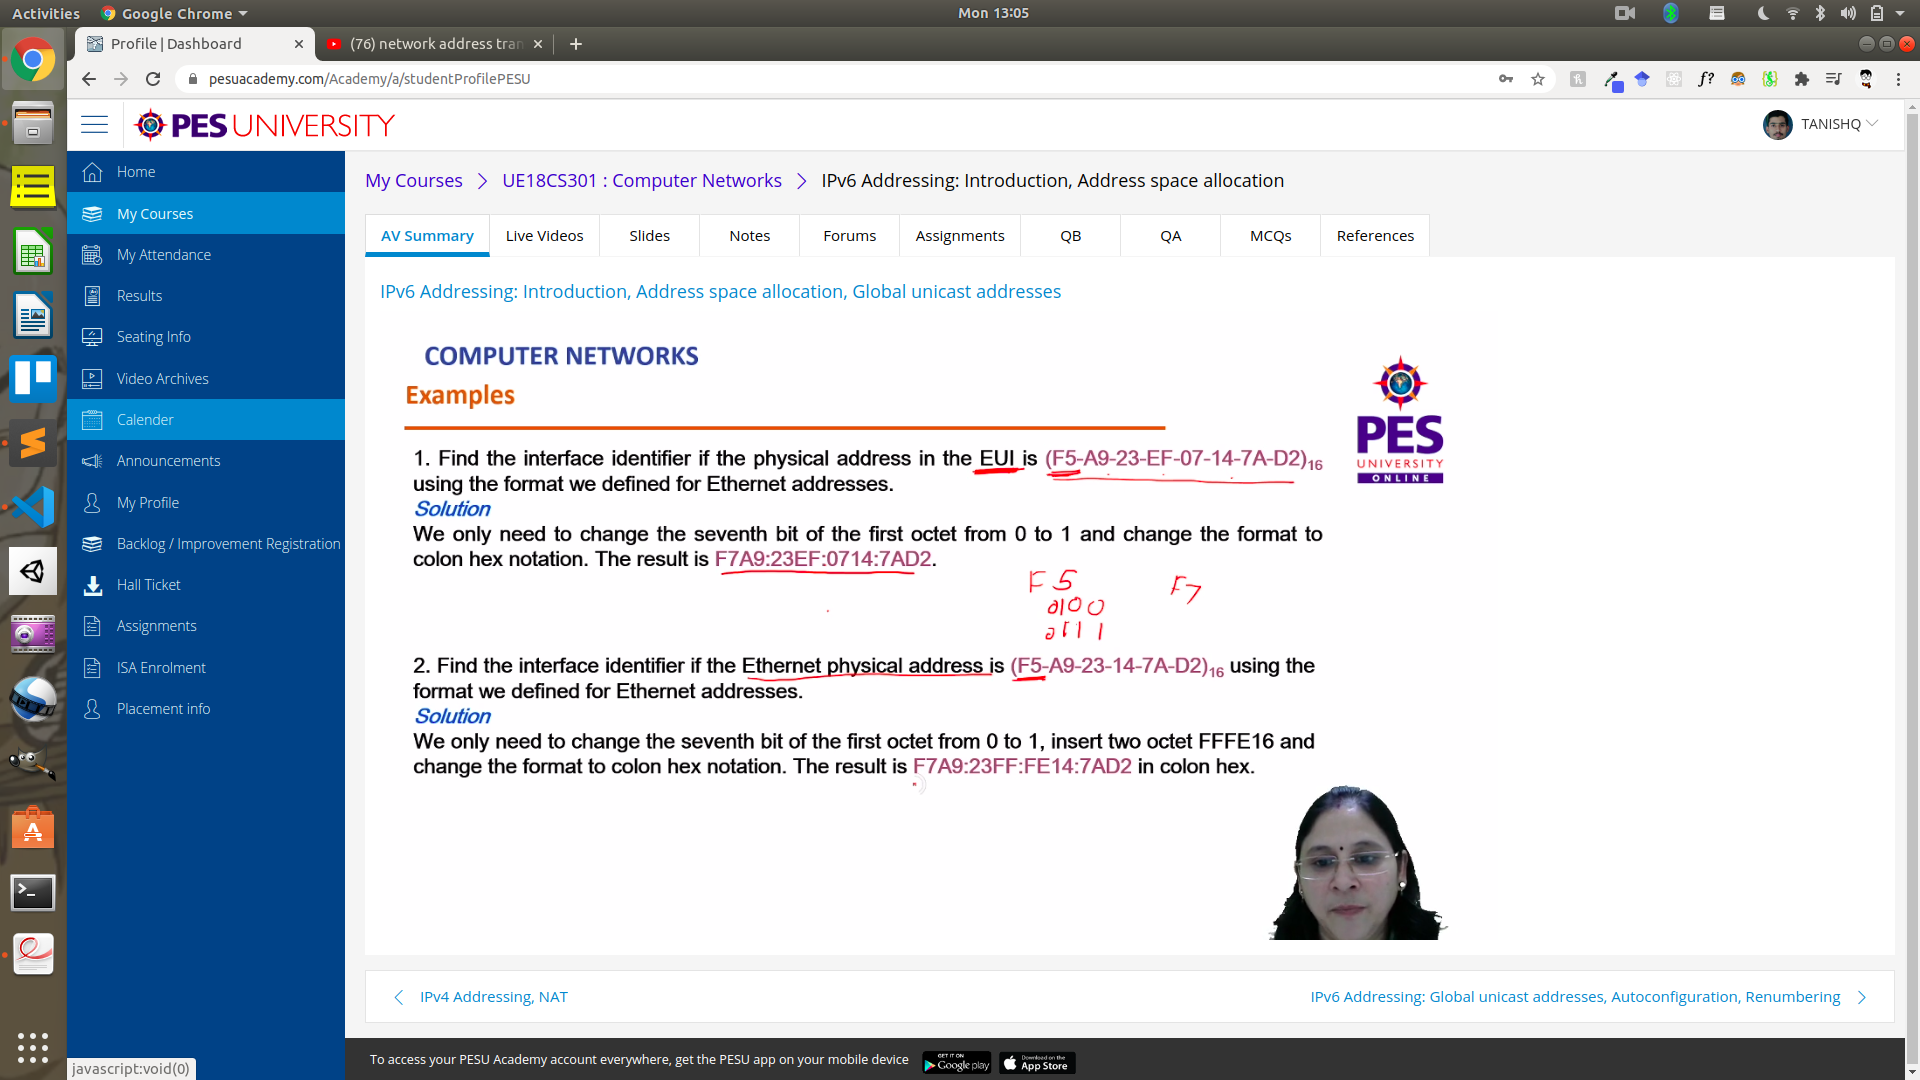 Activities
Google Chrome
Mon 13:05
Profile | Dashboard
(76) network address tran
pesuacademy.com/Academy/a/studentProfilePESU
f?
PES UNIVERSITY
TANISHQ
Home
My Courses
My Attendance
Results
Seating Info
Video Archives
Calender
Announcements
My Profile
Backlog / Improvement Registration
Hall Ticket
Assignments
ISA Enrolment
Placement info
My Courses > UE18CS301 : Computer Networks > IPv6 Addressing: Introduction, Address space allocation
AV Summary
Live Videos
Slides
Notes
Forums
Assignments
QB
QA
MCQs
References
IPv6 Addressing: Introduction, Address space allocation, Global unicast addresses
COMPUTER NETWORKS
Examples
PES
UNIVERSITY
ONLINE
1. Find the interface identifier if the physical address in the EUI is (F5-A9-23-EF-07-14-7A-D2)16
using the format we defined for Ethernet addresses.
Solution
We only need to change the seventh bit of the first octet from 0 to 1 and change the format to
colon hex notation. The result is F7A9:23EF:0714:7AD2.
F 5
F7
0100
0111
2. Find the interface identifier if the Ethernet physical address is (F5-A9-23-14-7A-D2)16 using the
format we defined for Ethernet addresses.
Solution
We only need to change the seventh bit of the first octet from 0 to 1, insert two octet FFFE16 and
change the format to colon hex notation. The result is F7A9:23FF:FE14:7AD2 in colon hex.
IPv4 Addressing, NAT
IPv6 Addressing: Global unicast addresses, Autoconfiguration, Renumbering
To access your PESU Academy account everywhere, get the PESU app on your mobile device
GET IT ON
Google play
Download on the
App Store
javascript:void(0)